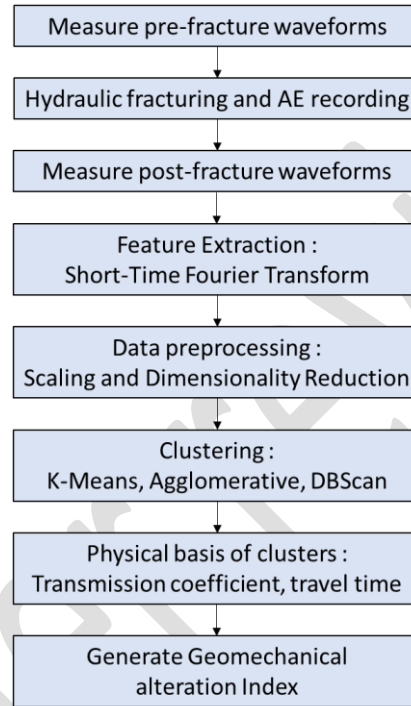 Measure pre-fracture waveforms
Hydraulic fracturing and AE recording
Measure post-fracture waveforms
Feature Extraction :
Short-Time Fourier Transform
Data preprocessing :
Scaling and Dimensionality Reduction
Clustering :
K-Means, Agglomerative, DBScan
Physical basis of clusters :
Transmission coefficient, travel time
Generate Geomechanical
alteration Index